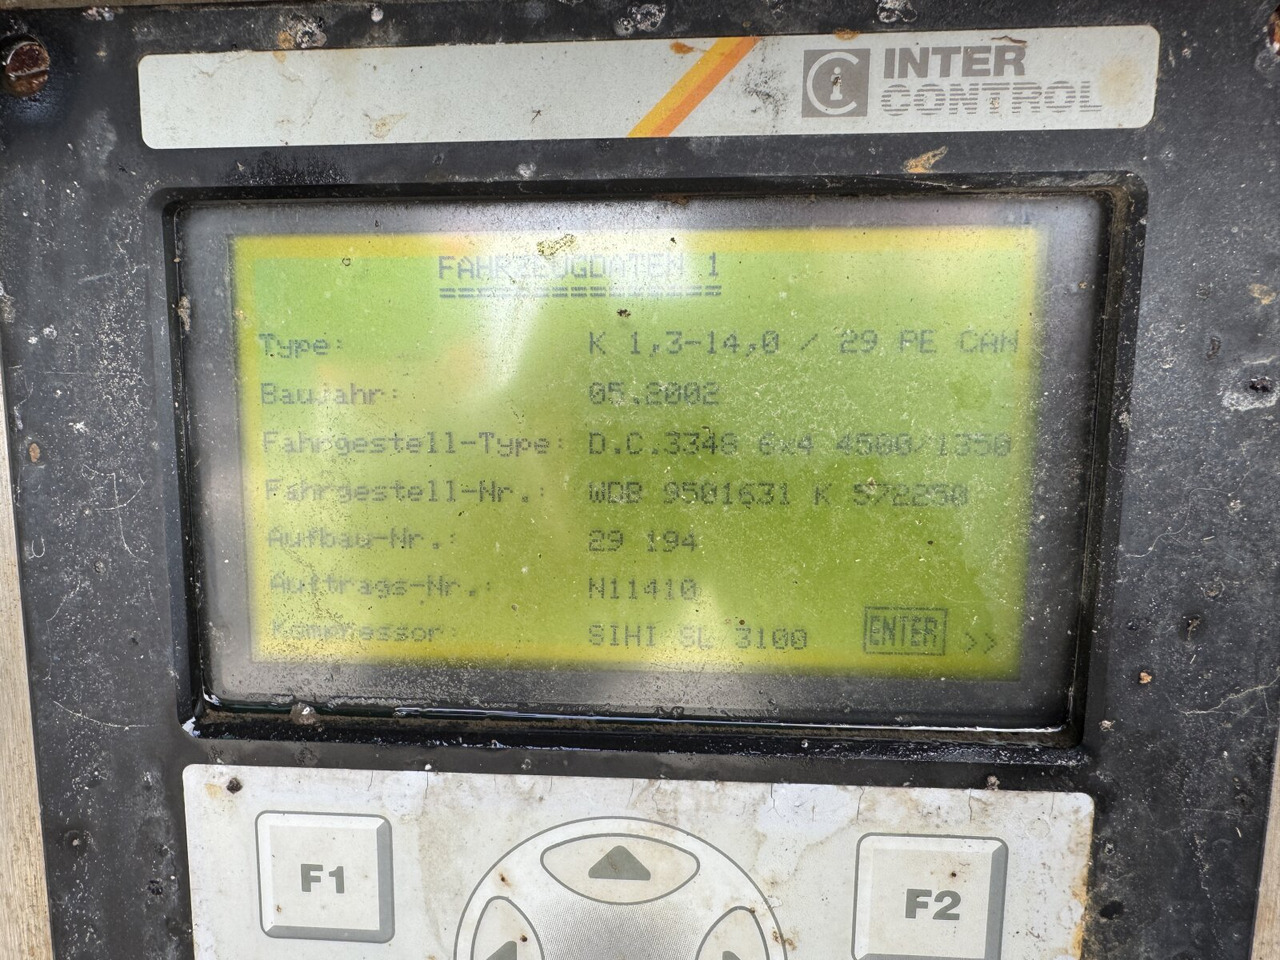 INTER
CONTROL
FAHRZEUGDATEN 1
Type: K 1,3-14,0 / 29 PE CAN
Baujahr: 05.2002
Fahrgestell-Type: D.C.3348 6x4 4500/1350
Fahrgestell-Nr.: WDB 9501631 K 572250
Aufbau-Nr.: 29 194
Auftrags-Nr.: N11410
Kompressor: SIHI SL 3100 ENTER >>
F1
F2